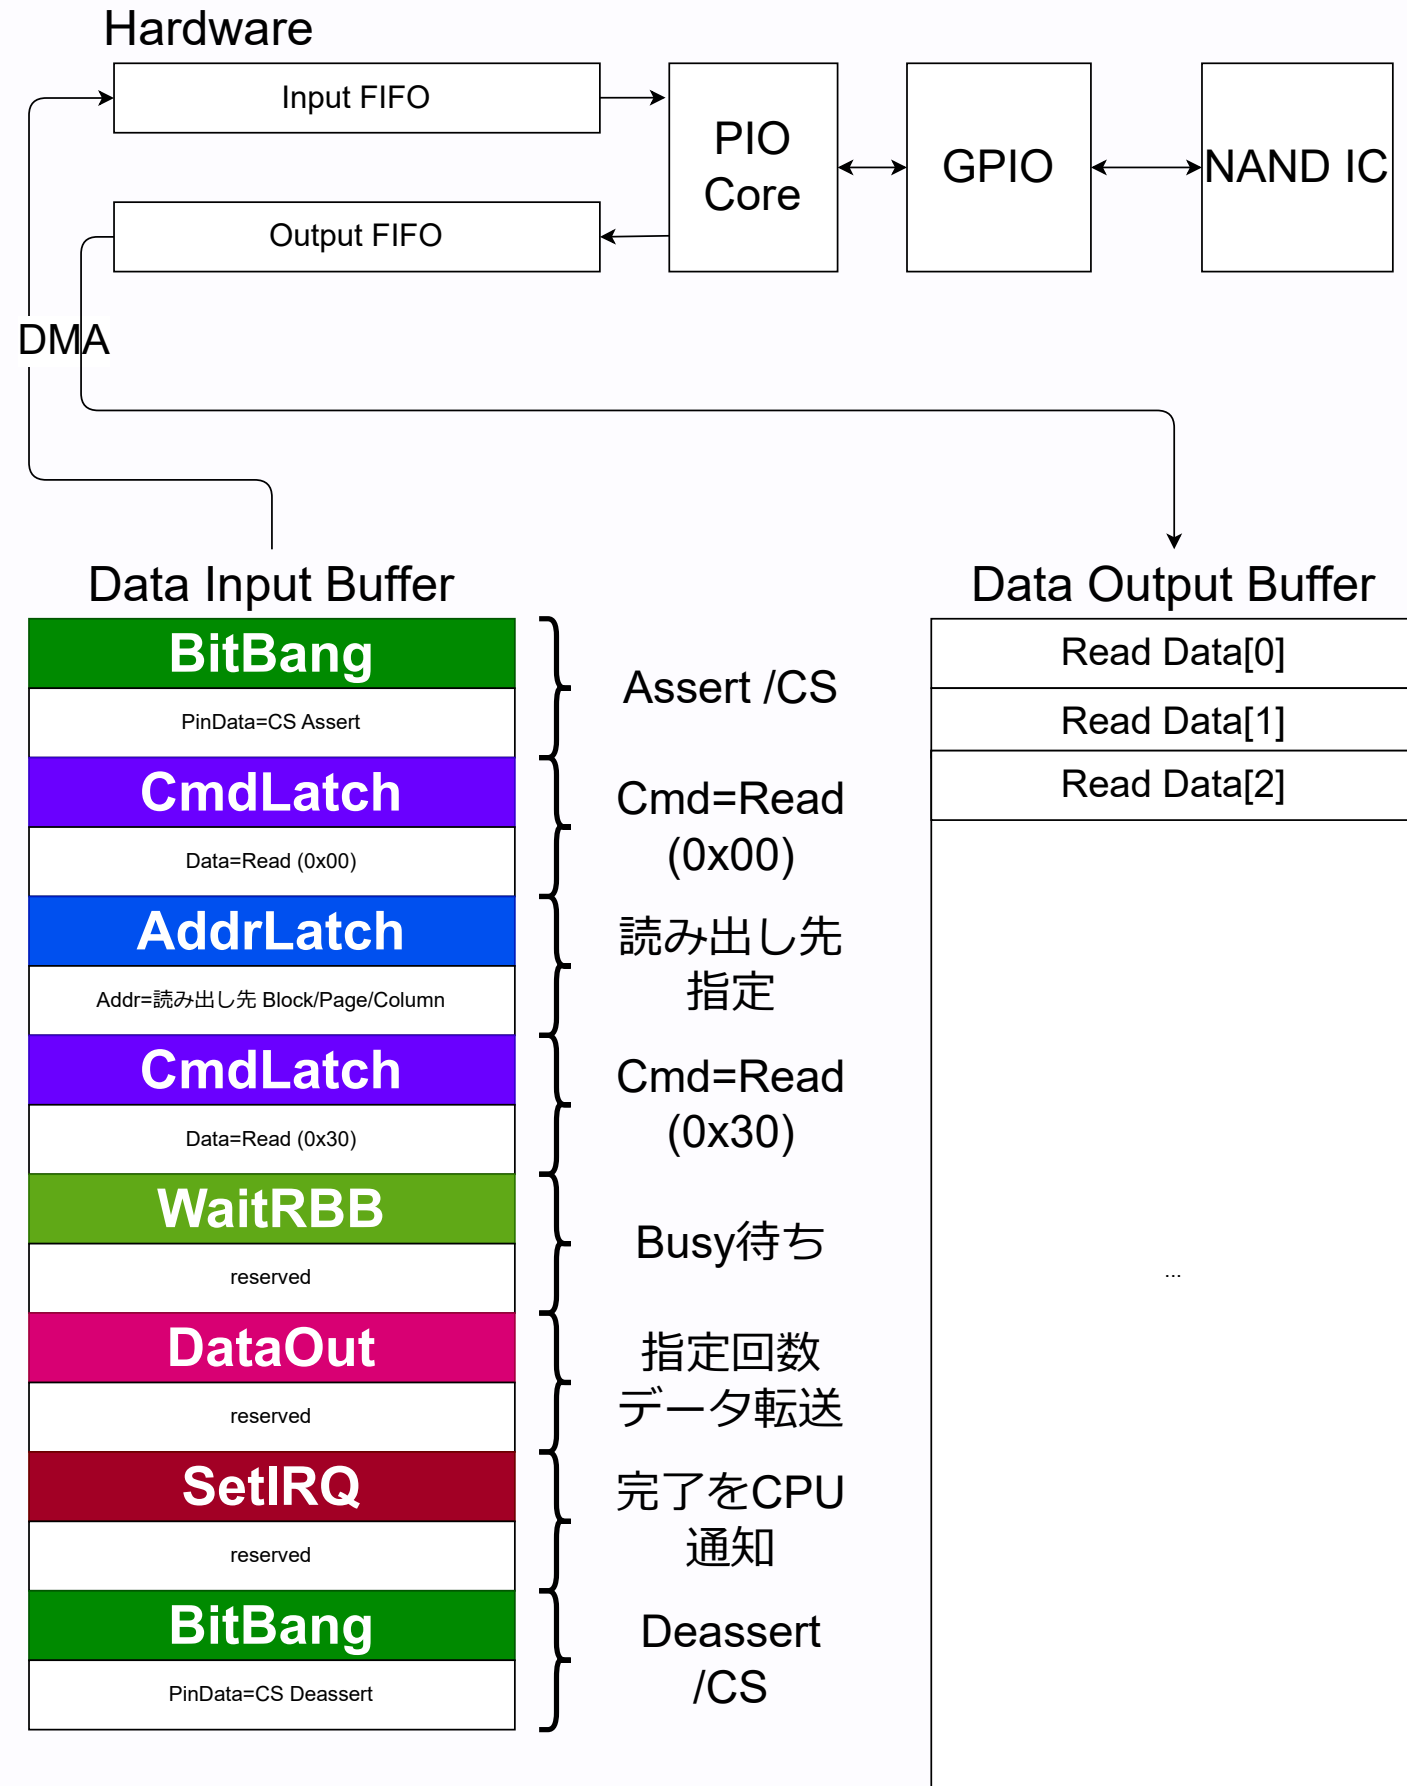 Hardware
Input FIFO
Output FIFO
PIO
Core
GPIO
NAND IC
DMA
Data Input Buffer
BitBang
PinData=CS Assert
Assert /CS
CmdLatch
Data=Read (0x00)
Cmd=Read
(0x00)
AddrLatch
Addr=読み出し先 Block/Page/Column
読み出し先
指定
CmdLatch
Data=Read (0x30)
Cmd=Read
(0x30)
WaitRBB
reserved
Busy待ち
DataOut
reserved
指定回数
データ転送
SetIRQ
reserved
完了をCPU
通知
BitBang
PinData=CS Deassert
Deassert
/CS
Data Output Buffer
Read Data[0]
Read Data[1]
Read Data[2]
...